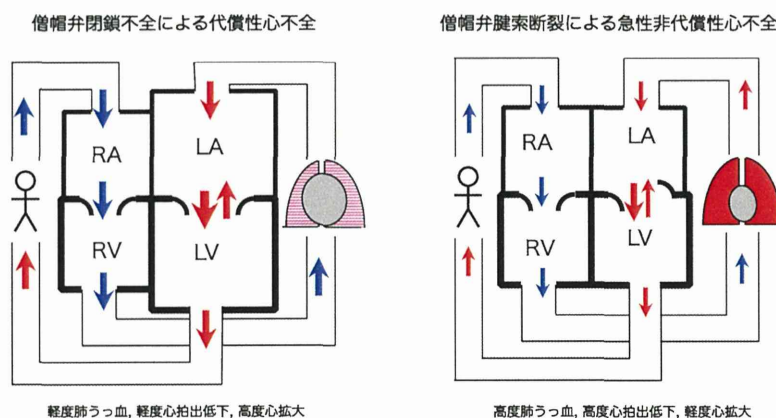 僧帽弁閉鎖不全による代償性心不全
RA
LA
RV
LV
軽度肺うっ血, 軽度心拍出低下, 高度心拡大
僧帽弁腱索断裂による急性非代償性心不全
RA
LA
RV
LV
高度肺うっ血, 高度心拍出低下, 軽度心拡大